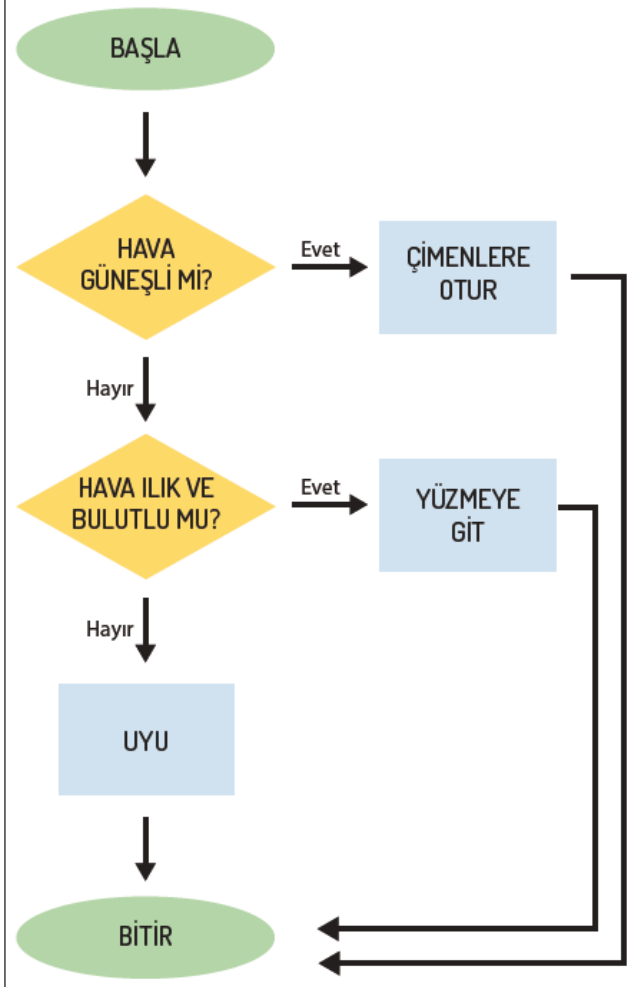 BAŞLA
HAVA
GÜNEŞLİ Mİ?
Evet
ÇİMENLERE
OTUR
Hayır
HAVA ILIK VE
BULUTLU MU?
Evet
YÜZMEYE
GİT
Hayır
UYU
BİTİR